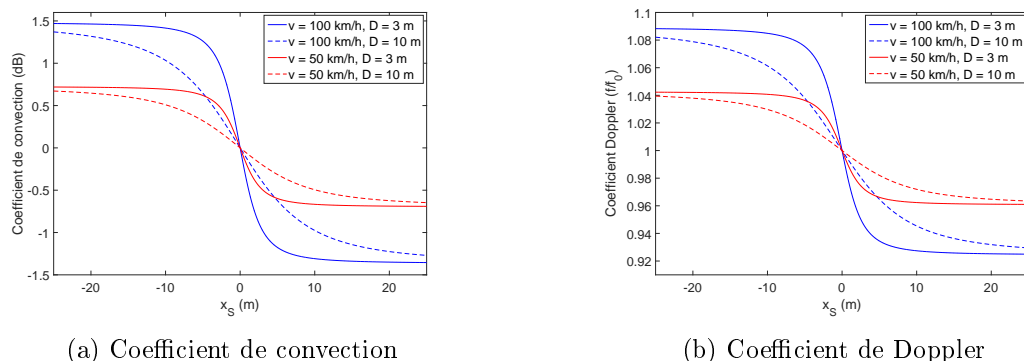 1.5
1
0.5
0
-0.5
-1
-1.5
-20
-10
0
10
20
x_S (m)
Coefficient de convection (dB)
v = 100 km/h, D = 3 m
v = 100 km/h, D = 10 m
v = 50 km/h, D = 3 m
v = 50 km/h, D = 10 m
(a) Coefficient de convection
1.1
1.08
1.06
1.04
1.02
1
0.98
0.96
0.94
0.92
-20
-10
0
10
20
x_S (m)
Coefficient Doppler (f/f_0)
v = 100 km/h, D = 3 m
v = 100 km/h, D = 10 m
v = 50 km/h, D = 3 m
v = 50 km/h, D = 10 m
(b) Coefficient de Doppler